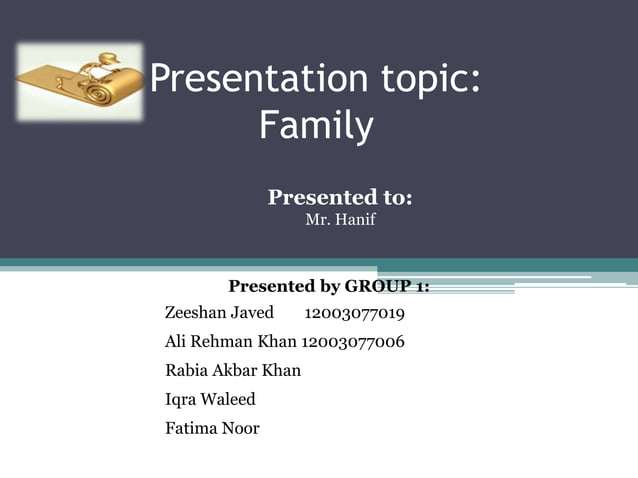 Presentation topic:
Family
Presented to:
Mr. Hanif
Presented by GROUP 1:
Zeeshan Javed 12003077019
Ali Rehman Khan 12003077006
Rabia Akbar Khan
Iqra Waleed
Fatima Noor